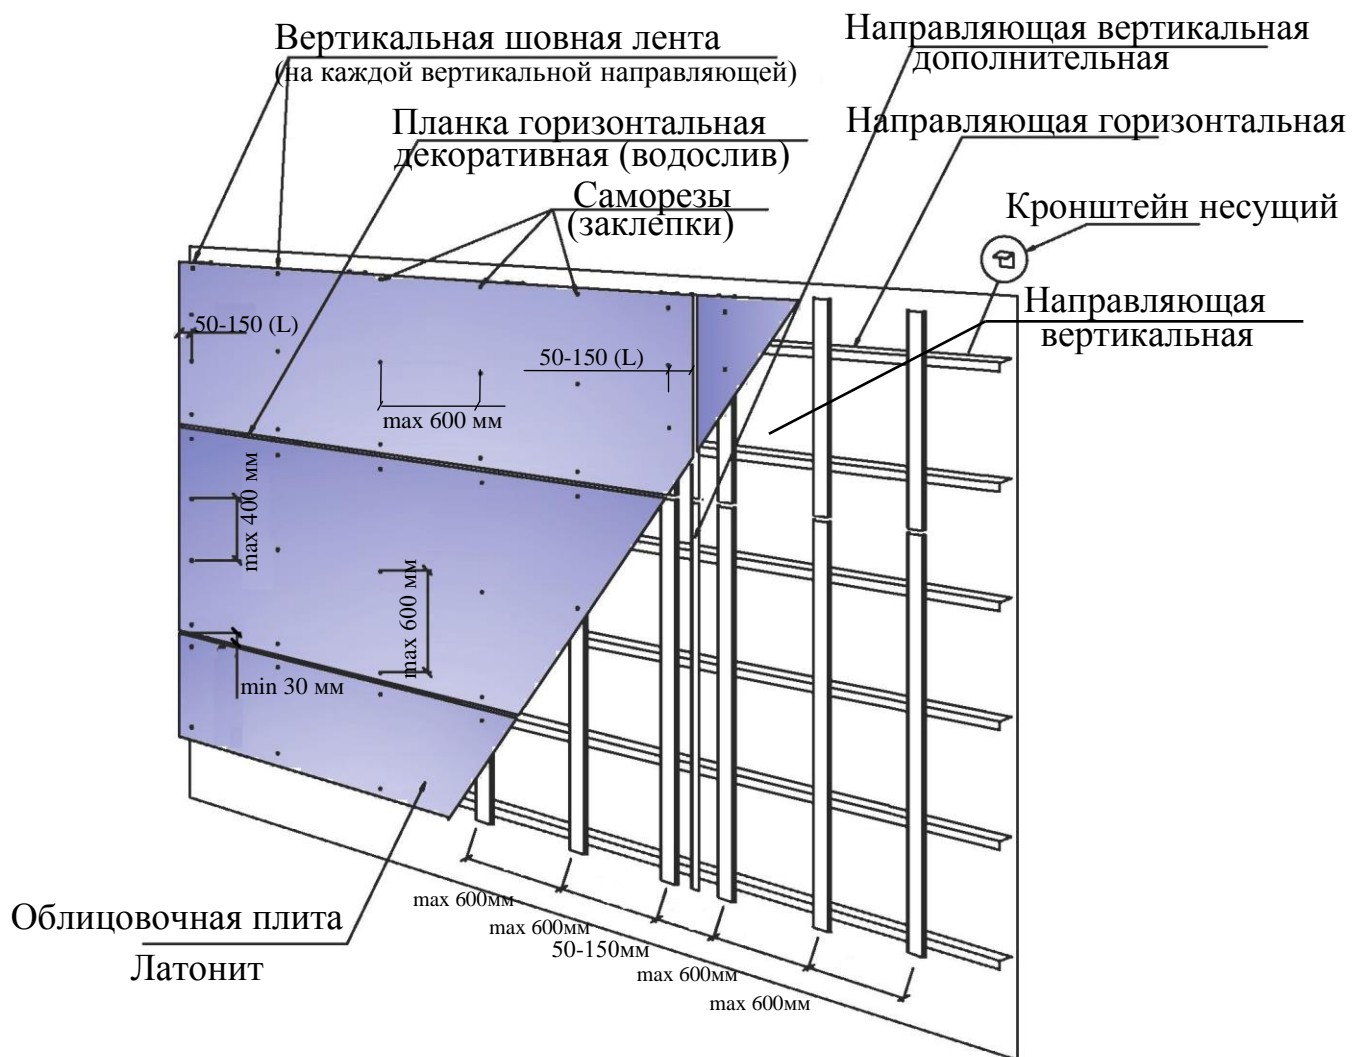 Вертикальная шовная лента
(на каждой вертикальной направляющей)
Направляющая вертикальная
дополнительная
Планка горизонтальная
декоративная (водослив)
Направляющая горизонтальная
Саморезы
(заклепки)
Кронштейн несущий
Направляющая
вертикальная
50-150 (L)
50-150 (L)
max 600 мм
max 400 мм
max 600 мм
min 30 мм
Облицовочная плита
Латонит
max 600мм
max 600мм
50-150мм
max 600мм
max 600мм